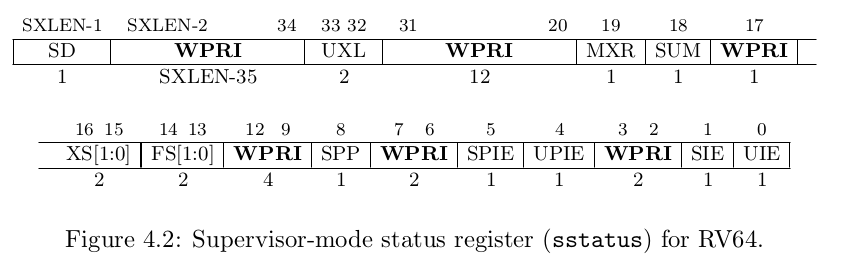 SXLEN-1 SXLEN-2 34 33 32 31 20 19 18 17
SD WPRI UXL WPRI MXR SUM WPRI
1 SXLEN-35 2 12 1 1 1
16 15 14 13 12 9 8 7 6 5 4 3 2 1 0
XS[1:0] FS[1:0] WPRI SPP WPRI SPIE UPIE WPRI SIE UIE
2 2 4 1 2 1 1 2 1 1
Figure 4.2: Supervisor-mode status register (sstatus) for RV64.